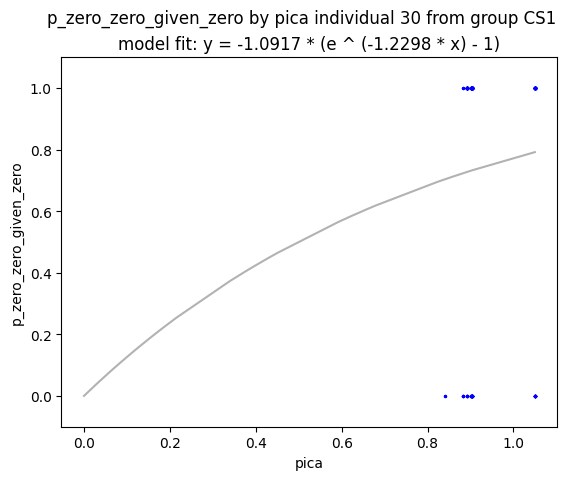 p_zero_zero_given_zero by pica individual 30 from group CS1
model fit: y = -1.0917 * (e ^ (-1.2298 * x) - 1)
p_zero_zero_given_zero
1.0
0.8
0.6
0.4
0.2
0.0
0.0 0.2 0.4 0.6 0.8 1.0
pica